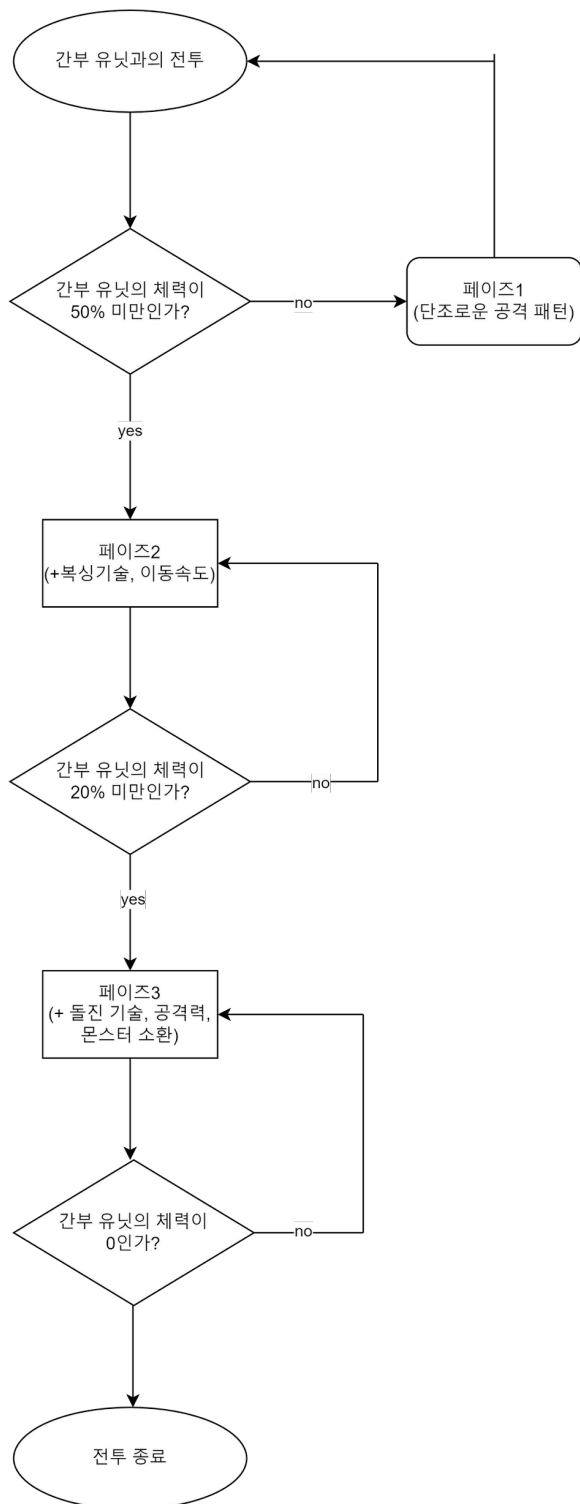 간부 유닛과의 전투
간부 유닛의 체력이
50% 미만인가?
no
페이즈1
(단조로운 공격 패턴)
yes
페이즈2
(+복싱기술, 이동속도)
간부 유닛의 체력이
20% 미만인가?
no
yes
페이즈3
(+ 돌진 기술, 공격력,
몬스터 소환)
간부 유닛의 체력이
0인가?
no
전투 종료